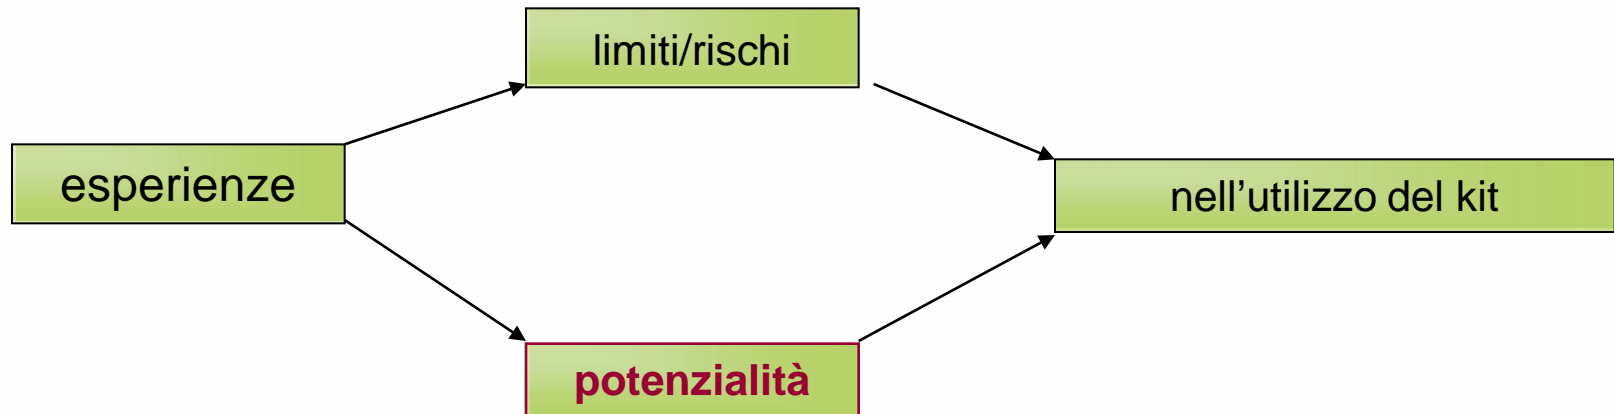 limiti/rischi
esperienze
nell’utilizzo del kit
potenzialità